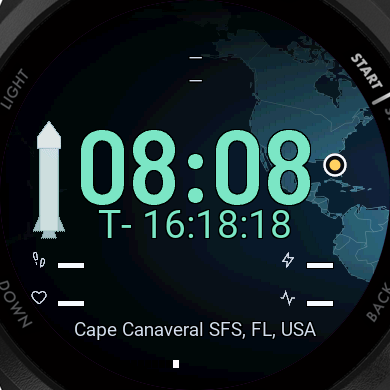 LIGHT
START
08:08
T- 16:18:18
DOWN
BACK
Cape Canaveral SFS, FL, USA